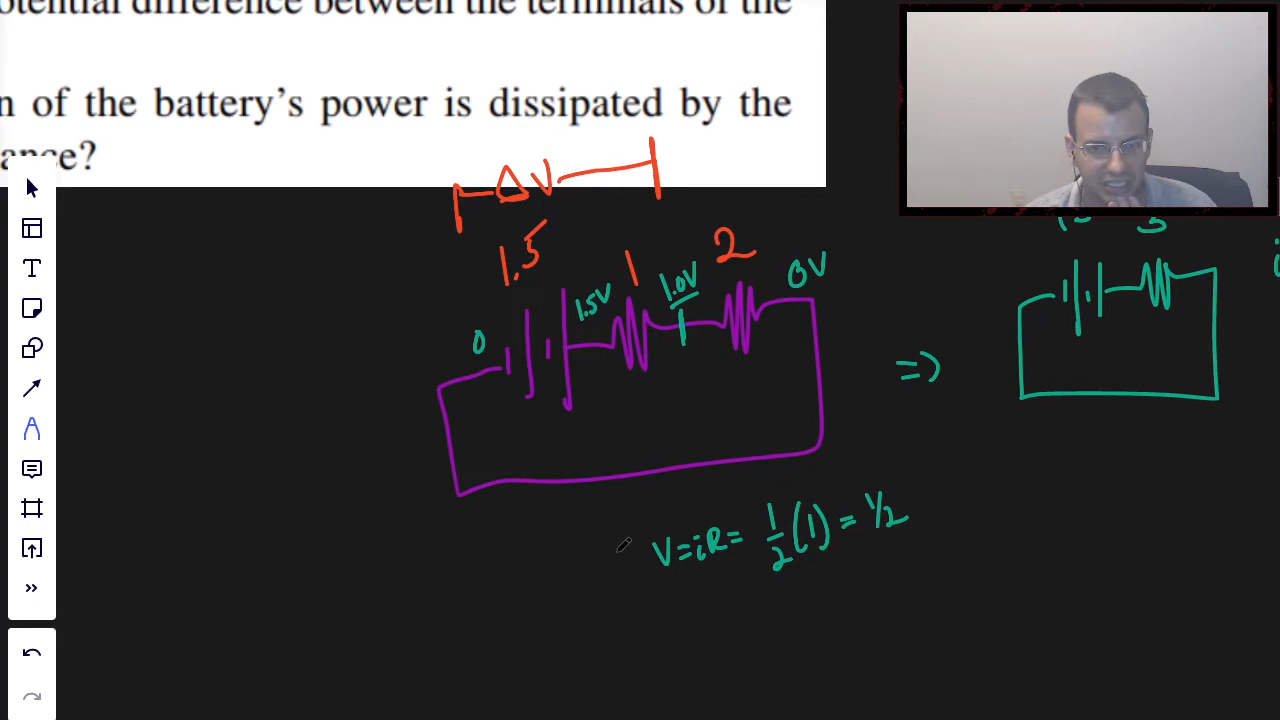 otential difference between the terminals of the
n of the battery's power is dissipated by the
ance?
ΔV
1.5
1
2
0
1.5V
1.0V
0V
3
=>
V=iR= 1/2 (1) = 1/2
T
A
>>